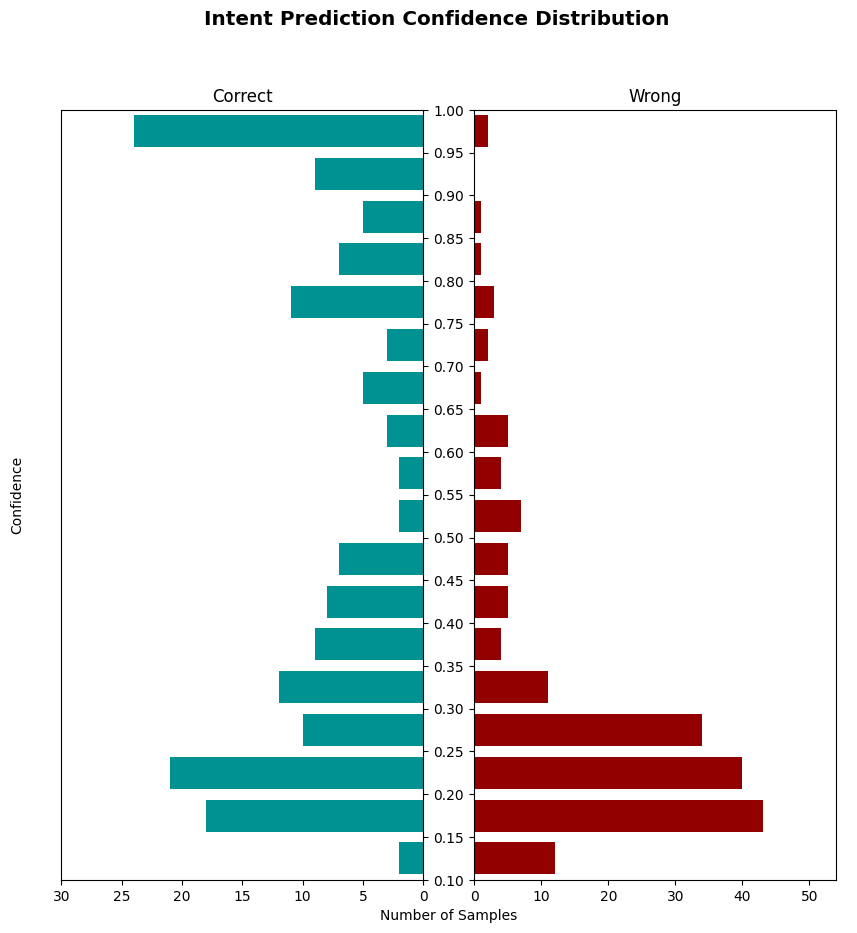 Intent Prediction Confidence Distribution
Correct
Wrong
Confidence
1.00
0.95
0.90
0.85
0.80
0.75
0.70
0.65
0.60
0.55
0.50
0.45
0.40
0.35
0.30
0.25
0.20
0.15
0.10
30 25 20 15 10 5 0
0 10 20 30 40 50
Number of Samples